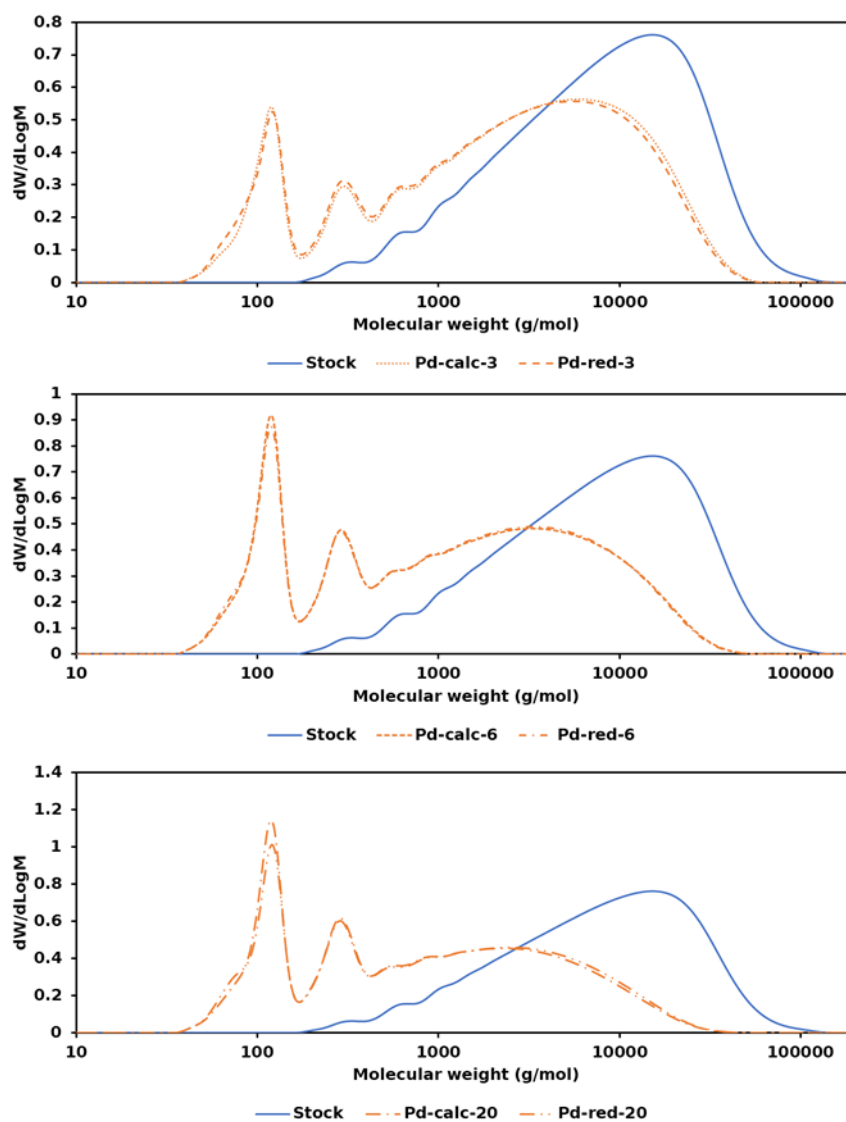 0.8
0.7
0.6
0.5
0.4
0.3
0.2
0.1
0
dW/dLogM
10 100 1000 10000 100000
Molecular weight (g/mol)
Stock Pd-calc-3 Pd-red-3
1
0.9
0.8
0.7
0.6
0.5
0.4
0.3
0.2
0.1
0
dW/dLogM
10 100 1000 10000 100000
Molecular weight (g/mol)
Stock Pd-calc-6 Pd-red-6
1.4
1.2
1
0.8
0.6
0.4
0.2
0
dW/dLogM
10 100 1000 10000 100000
Molecular weight (g/mol)
Stock Pd-calc-20 Pd-red-20